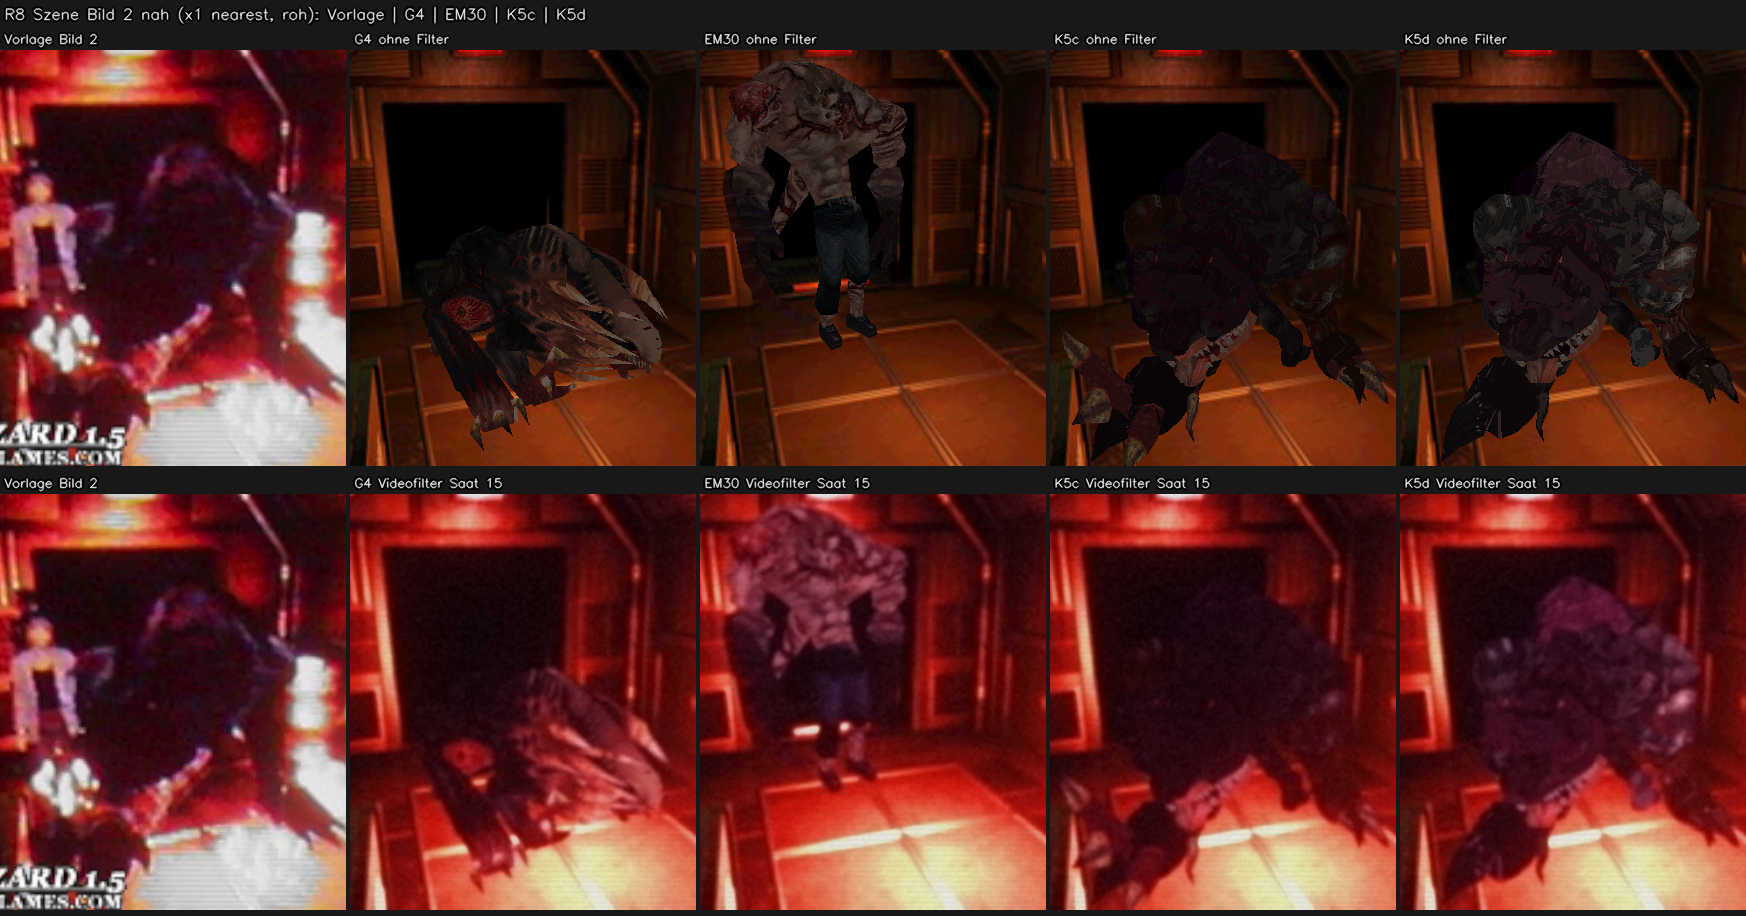 R8 Szene Bild 2 nah (x1 nearest, roh): Vorlage | G4 | EM30 | K5c | K5d
Vorlage Bild 2
G4 ohne Filter
EM30 ohne Filter
K5c ohne Filter
K5d ohne Filter
ZARD 1.5
LAMES.COM
Vorlage Bild 2
G4 Videofilter Saat 15
EM30 Videofilter Saat 15
K5c Videofilter Saat 15
K5d Videofilter Saat 15
ZARD 1.5
LAMES.COM